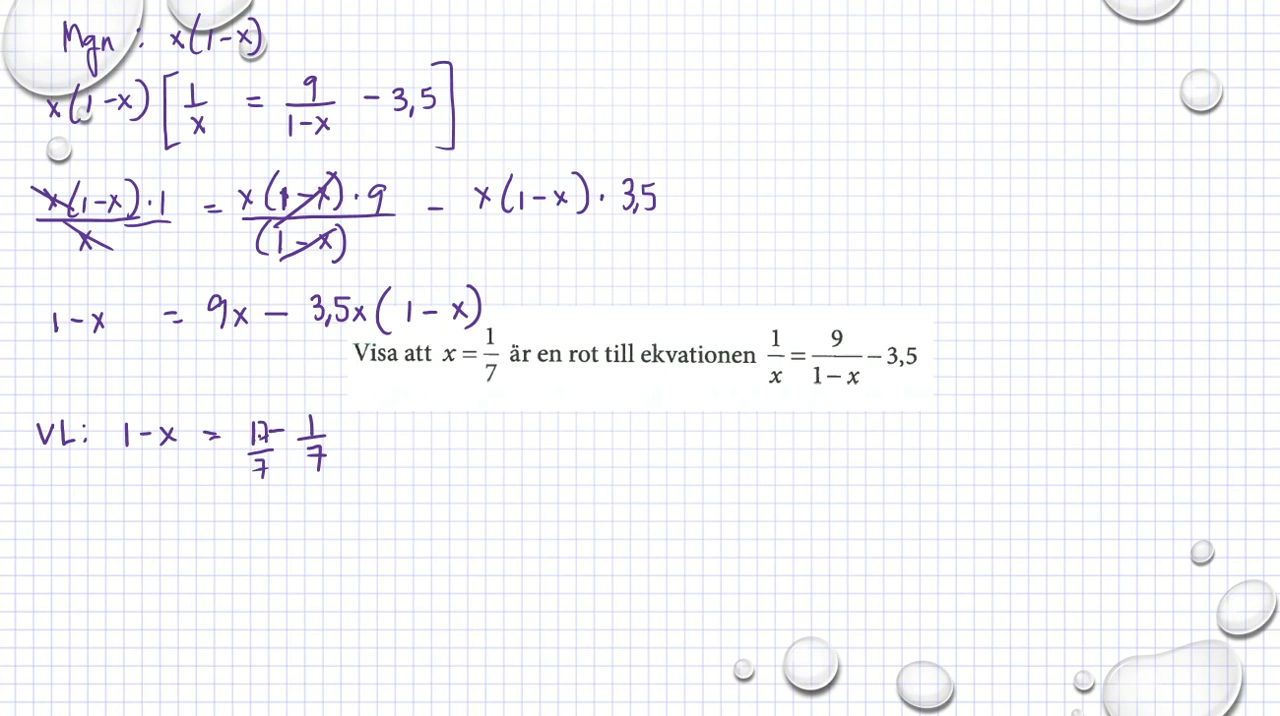 Mgn : x(1-x)
x(1-x) [ 1/x = 9/(1-x) - 3,5 ]
x(1-x)·1/x = x(1-x)·9/(1-x) - x(1-x)·3,5
1-x = 9x - 3,5x(1-x)
Visa att x = 1/7 är en rot till ekvationen 1/x = 9/(1-x) - 3,5
VL: 1-x = /7 - 1/7